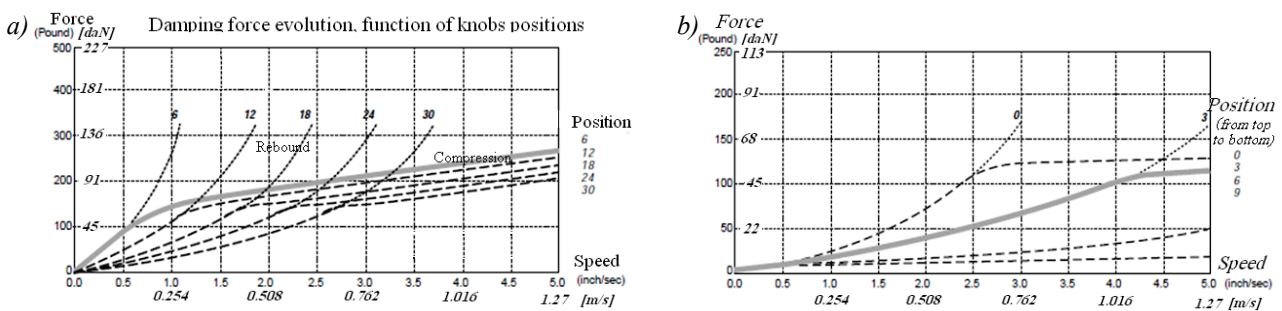 a) Force Damping force evolution, function of knobs positions
(Pound) [daN]
500 227
400 181
300 136
200 91
100 45
0
6 12 18 24 30
Rebound
Compression
Position
6
12
18
24
30
Speed
(inch/sec)
0.0 0.5 1.0 1.5 2.0 2.5 3.0 3.5 4.0 4.5 5.0
0.254 0.508 0.762 1.016 1.27 [m/s]
b) Force
(Pound) [daN]
250 113
200 91
150 68
100 45
50 22
0
0 3
Position
(from top
to bottom)
0
3
6
9
Speed
(inch/sec)
0.0 0.5 1.0 1.5 2.0 2.5 3.0 3.5 4.0 4.5 5.0
0.254 0.508 0.762 1.016 1.27 [m/s]